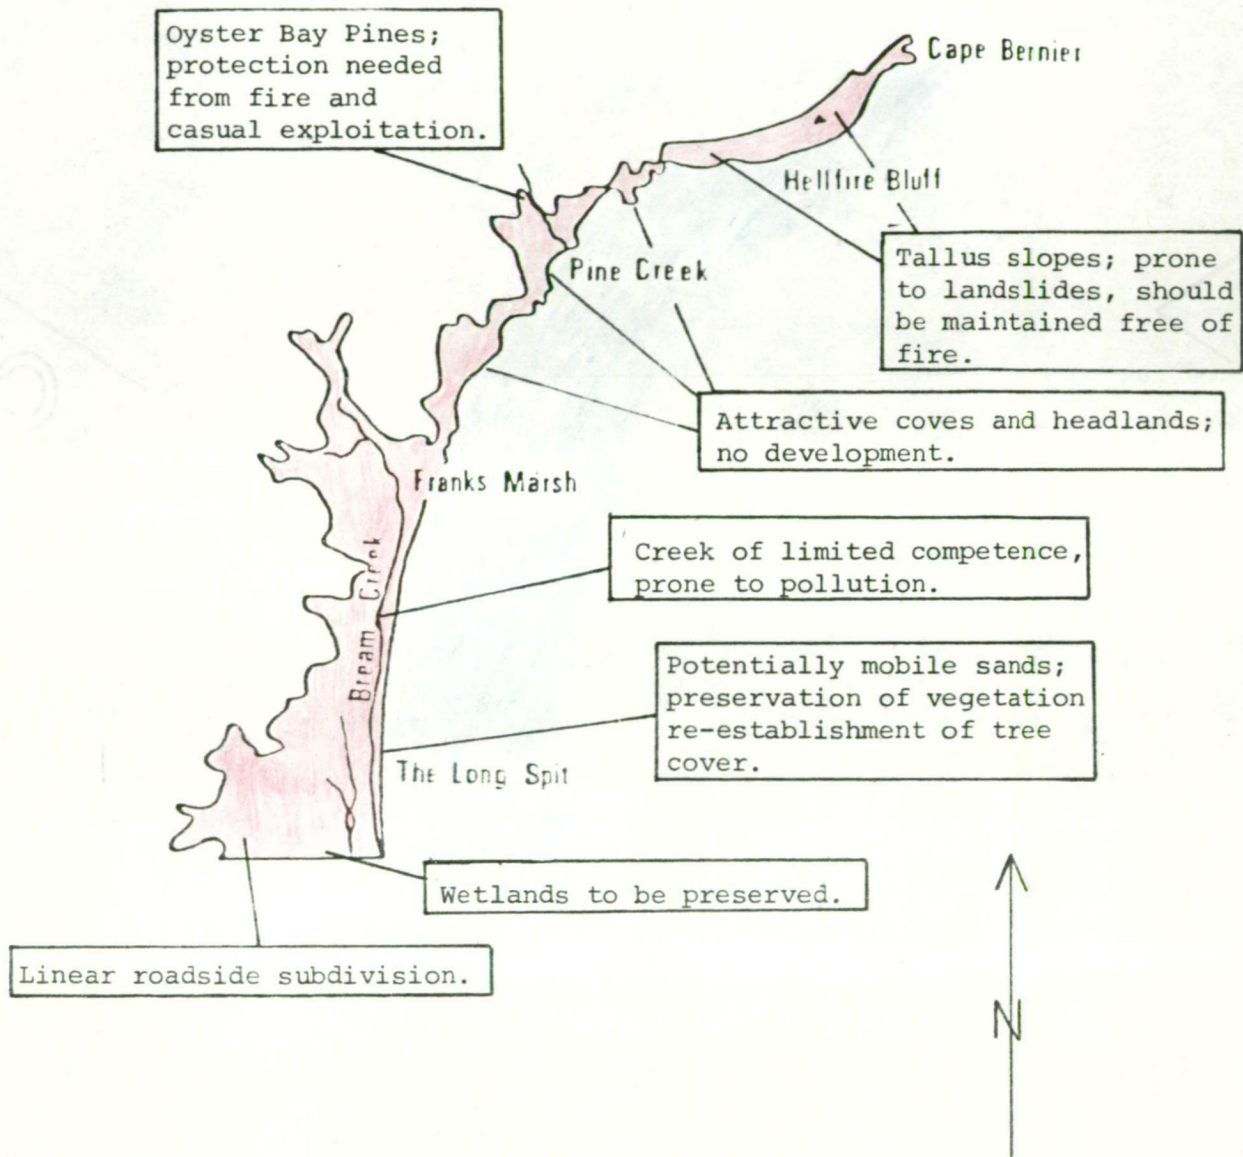 Oyster Bay Pines;
protection needed
from fire and
casual exploitation.
Cape Bernier
Hellfire Bluff
Tallus slopes; prone
to landslides, should
be maintained free of
fire.
Pine Creek
Attractive coves and headlands;
no development.
Franks Marsh
Creek of limited competence,
prone to pollution.
Bream Creek
Potentially mobile sands;
preservation of vegetation
re-establishment of tree
cover.
The Long Spit
Wetlands to be preserved.
Linear roadside subdivision.
N